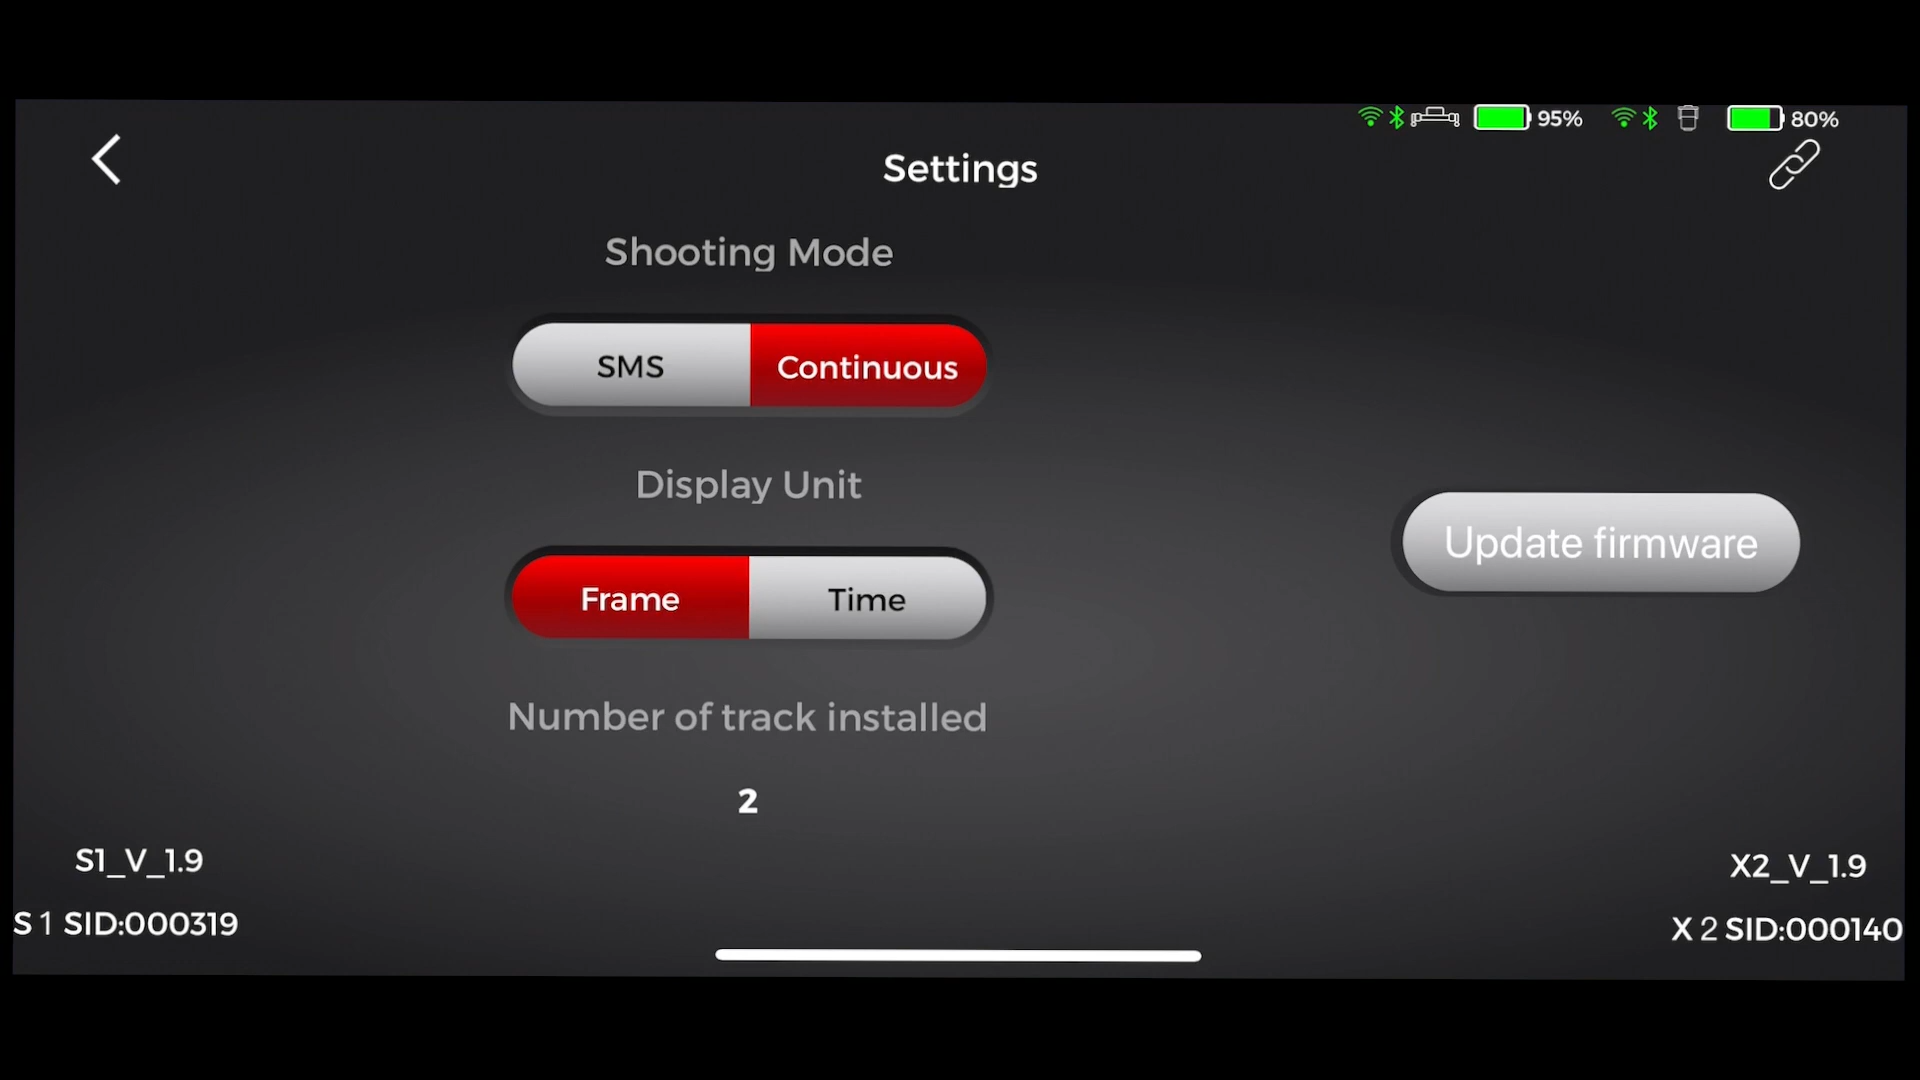 95% 80%
Settings
Shooting Mode
SMS Continuous
Display Unit
Frame Time
Update firmware
Number of track installed
2
S1_V_1.9
X2_V_1.9
S 1 SID:000319
X 2 SID:000140